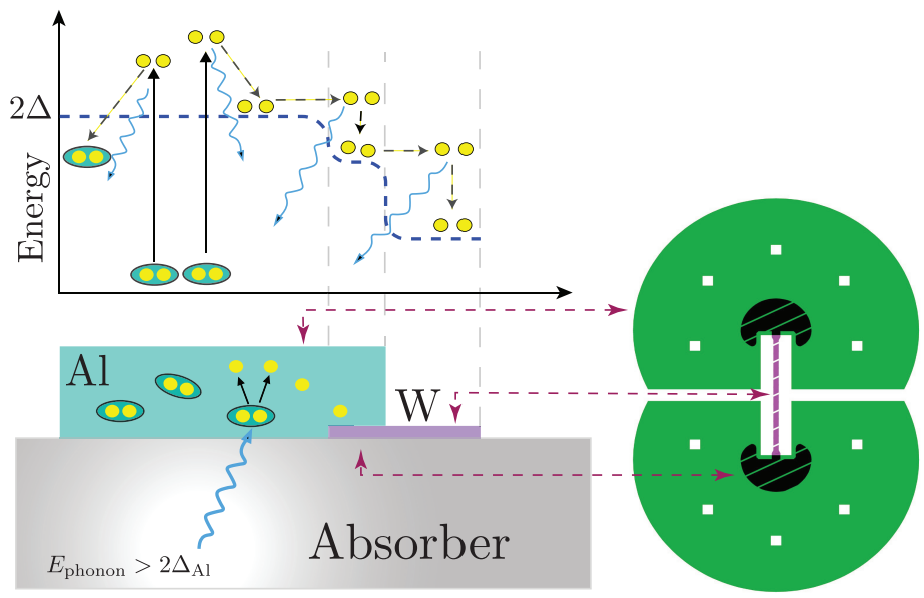 2Δ
Energy
Al
W
Absorber
E_phonon > 2Δ_Al